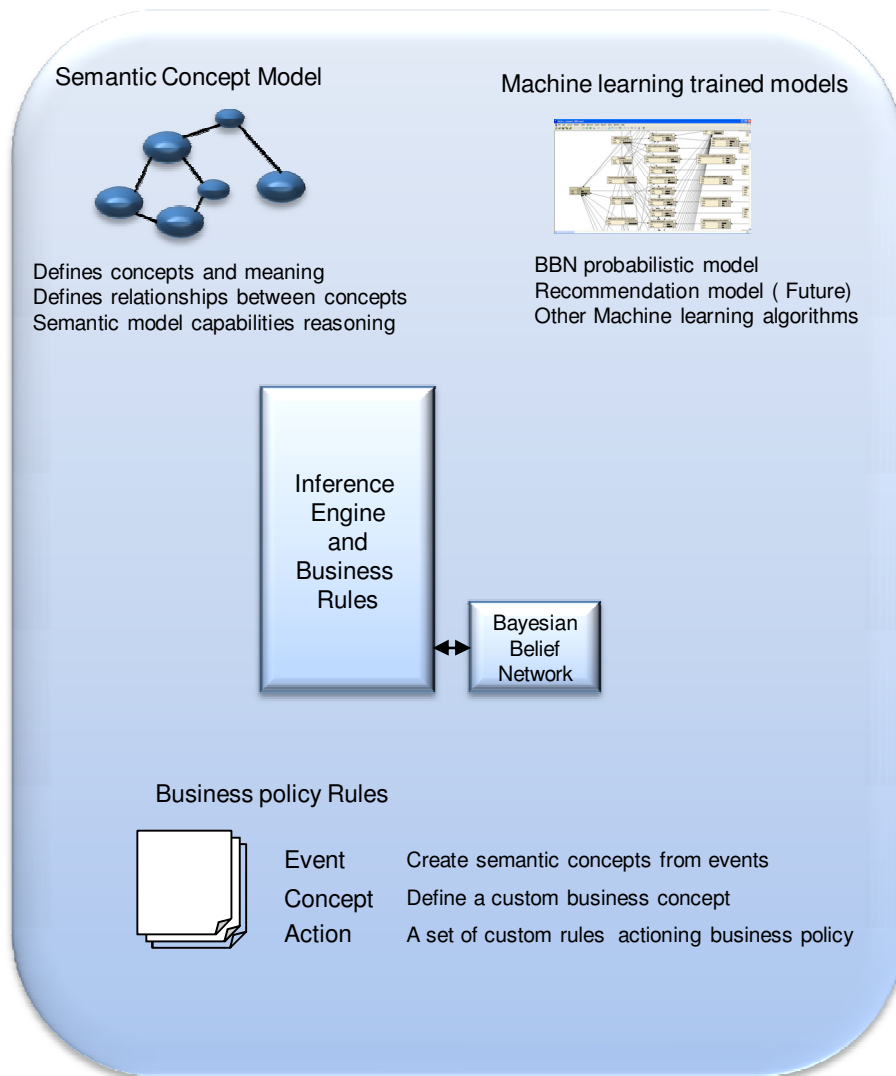 Semantic Concept Model
Machine learning trained models
Defines concepts and meaning
Defines relationships between concepts
Semantic model capabilities reasoning
BBN probabilistic model
Recommendation model ( Future)
Other Machine learning algorithms
Inference
Engine
and
Business
Rules
Bayesian
Belief
Network
Business policy Rules
Event Create semantic concepts from events
Concept Define a custom business concept
Action A set of custom rules actioning business policy